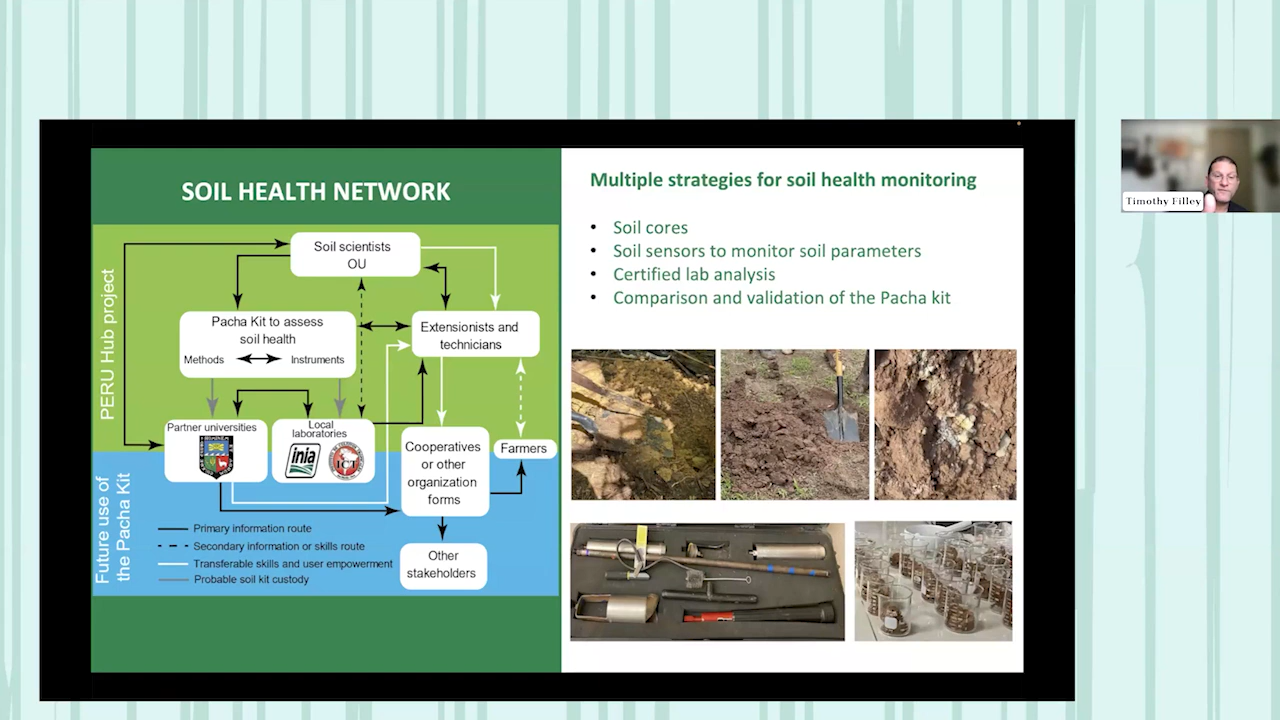 SOIL HEALTH NETWORK
PERU Hub project
Soil scientists
OU
Pacha Kit to assess
soil health
Methods
Instruments
Extensionists and
technicians
Partner universities
Local
laboratories
inia
ICT
Cooperatives
or other
organization
forms
Farmers
Other
stakeholders
Future use of
the Pacha Kit
Primary information route
Secondary information or skills route
Transferable skills and user empowerment
Probable soil kit custody
Multiple strategies for soil health monitoring
• Soil cores
• Soil sensors to monitor soil parameters
• Certified lab analysis
• Comparison and validation of the Pacha kit
Timothy Filley